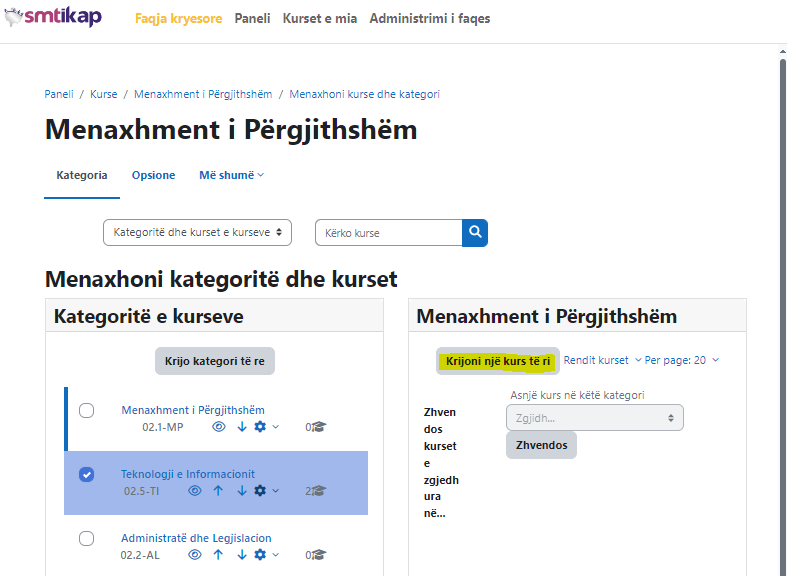 smtikap Faqja kryesore Paneli Kurset e mia Administrimi i faqes
Paneli / Kurse / Menaxhment i Përgjithshëm / Menaxhoni kurse dhe kategori
Menaxhment i Përgjithshëm
Kategoria Opsione Më shumë
Kategoritë dhe kurset e kurseve Kërko kurse
Menaxhoni kategoritë dhe kurset
Kategoritë e kurseve
Krijo kategori të re
Menaxhment i Përgjithshëm
02.1-MP 0
Teknologji e Informacionit
02.5-TI 2
Administratë dhe Legjislacion
02.2-AL 0
Menaxhment i Përgjithshëm
Krijoni një kurs të ri Rendit kurset Per page: 20
Asnjë kurs në këtë kategori
Zhven
dos
kurset
e
zgjedh
ura
në...
Zgjidh...
Zhvendos